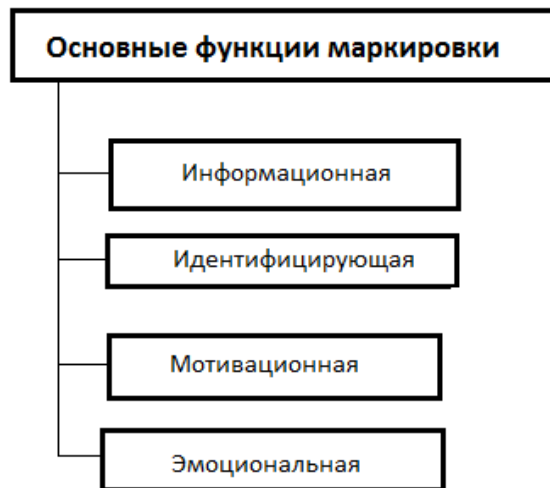 Основные функции маркировки
Информационная
Идентифицирующая
Мотивационная
Эмоциональная